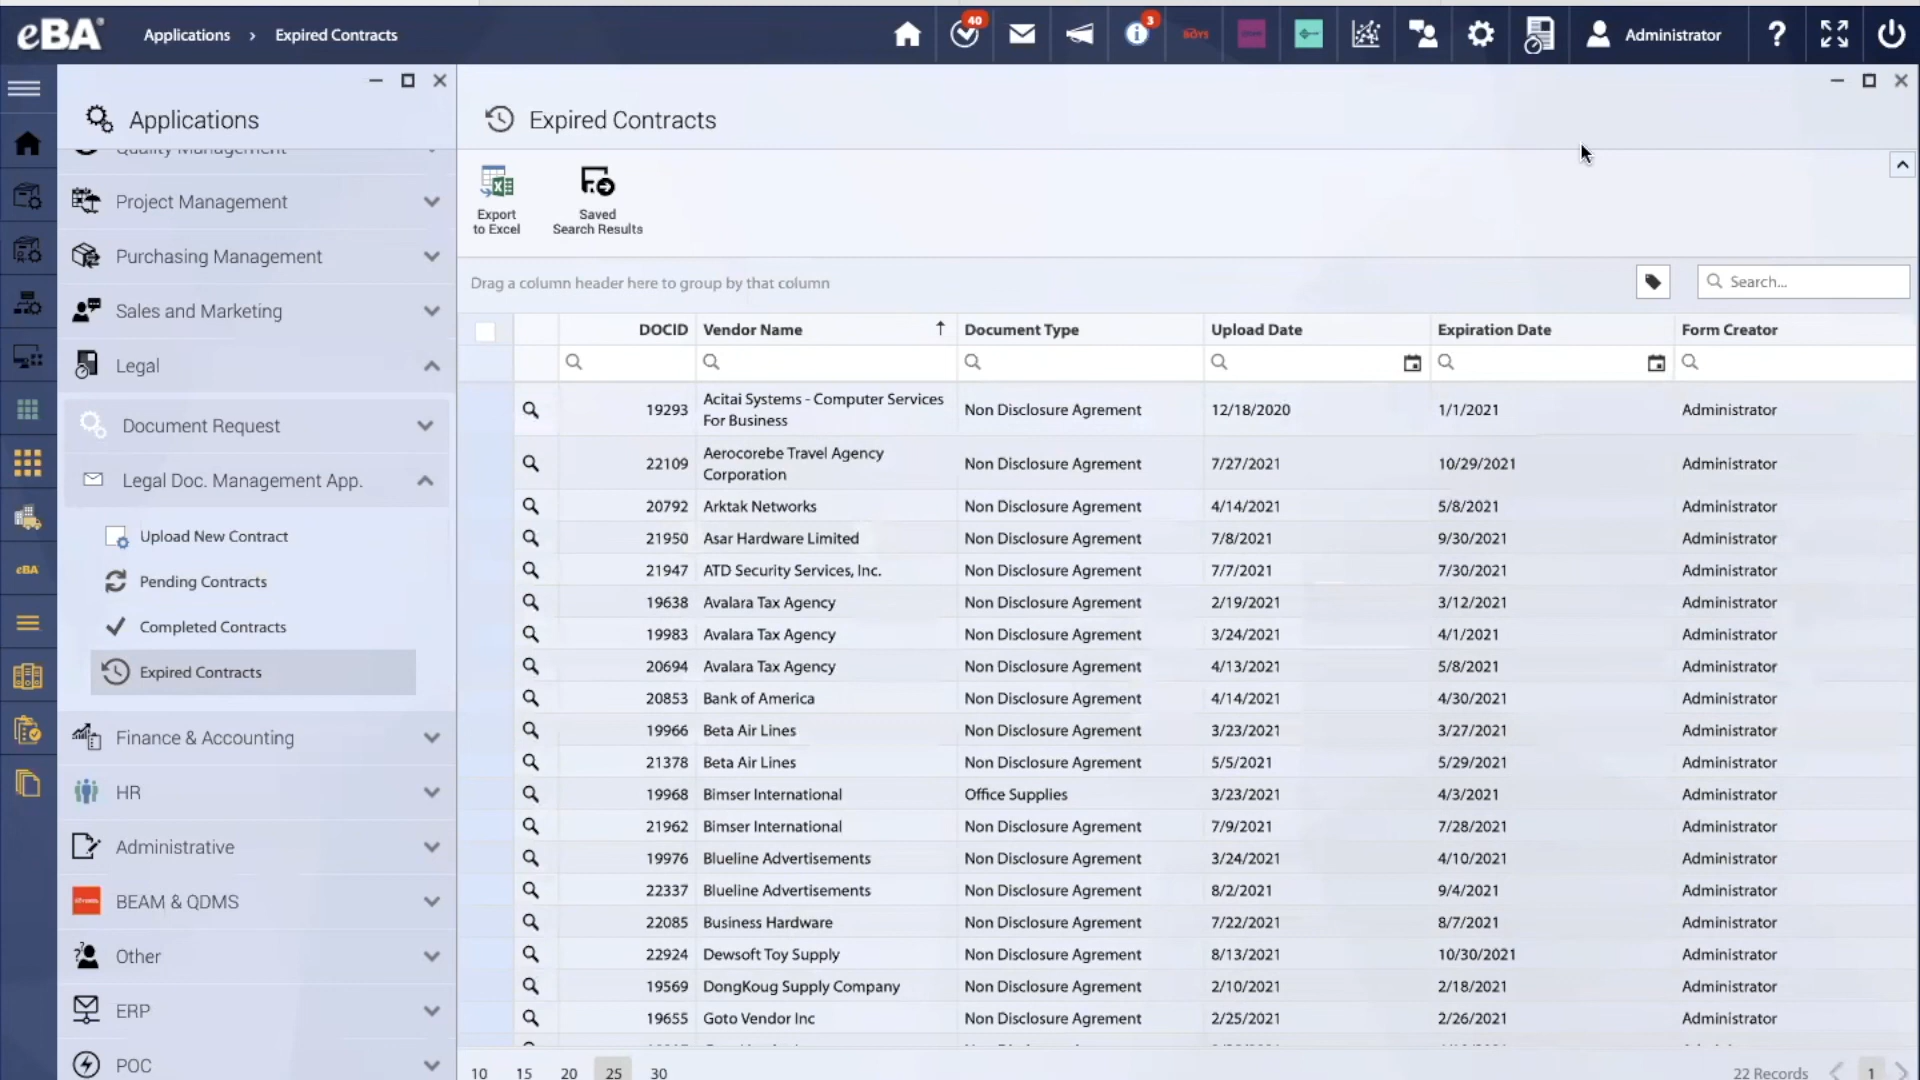 eBA
Applications > Expired Contracts
40
3
BOYS
Administrator
?
Applications
Quality Management
Project Management
Purchasing Management
Sales and Marketing
Legal
Document Request
Legal Doc. Management App.
Upload New Contract
Pending Contracts
Completed Contracts
Expired Contracts
Finance & Accounting
HR
Administrative
BEAM & QDMS
Other
ERP
POC
eBA
Expired Contracts
Export
to Excel
Saved
Search Results
Drag a column header here to group by that column
Search...
DOCID Vendor Name Document Type Upload Date Expiration Date Form Creator
19293 Acitai Systems - Computer Services For Business Non Disclosure Agrement 12/18/2020 1/1/2021 Administrator
22109 Aerocorebe Travel Agency Corporation Non Disclosure Agrement 7/27/2021 10/29/2021 Administrator
20792 Arktak Networks Non Disclosure Agrement 4/14/2021 5/8/2021 Administrator
21950 Asar Hardware Limited Non Disclosure Agrement 7/8/2021 9/30/2021 Administrator
21947 ATD Security Services, Inc. Non Disclosure Agrement 7/7/2021 7/30/2021 Administrator
19638 Avalara Tax Agency Non Disclosure Agrement 2/19/2021 3/12/2021 Administrator
19983 Avalara Tax Agency Non Disclosure Agrement 3/24/2021 4/1/2021 Administrator
20694 Avalara Tax Agency Non Disclosure Agrement 4/13/2021 5/8/2021 Administrator
20853 Bank of America Non Disclosure Agrement 4/14/2021 4/30/2021 Administrator
19966 Beta Air Lines Non Disclosure Agrement 3/23/2021 3/27/2021 Administrator
21378 Beta Air Lines Non Disclosure Agrement 5/5/2021 5/29/2021 Administrator
19968 Bimser International Office Supplies 3/23/2021 4/3/2021 Administrator
21962 Bimser International Non Disclosure Agrement 7/9/2021 7/28/2021 Administrator
19976 Blueline Advertisements Non Disclosure Agrement 3/24/2021 4/10/2021 Administrator
22337 Blueline Advertisements Non Disclosure Agrement 8/2/2021 9/4/2021 Administrator
22085 Business Hardware Non Disclosure Agrement 7/22/2021 8/7/2021 Administrator
22924 Dewsoft Toy Supply Non Disclosure Agrement 8/13/2021 10/30/2021 Administrator
19569 DongKoug Supply Company Non Disclosure Agrement 2/10/2021 2/18/2021 Administrator
19655 Goto Vendor Inc Non Disclosure Agrement 2/25/2021 2/26/2021 Administrator
10 15 20 25 30 22 Records 1